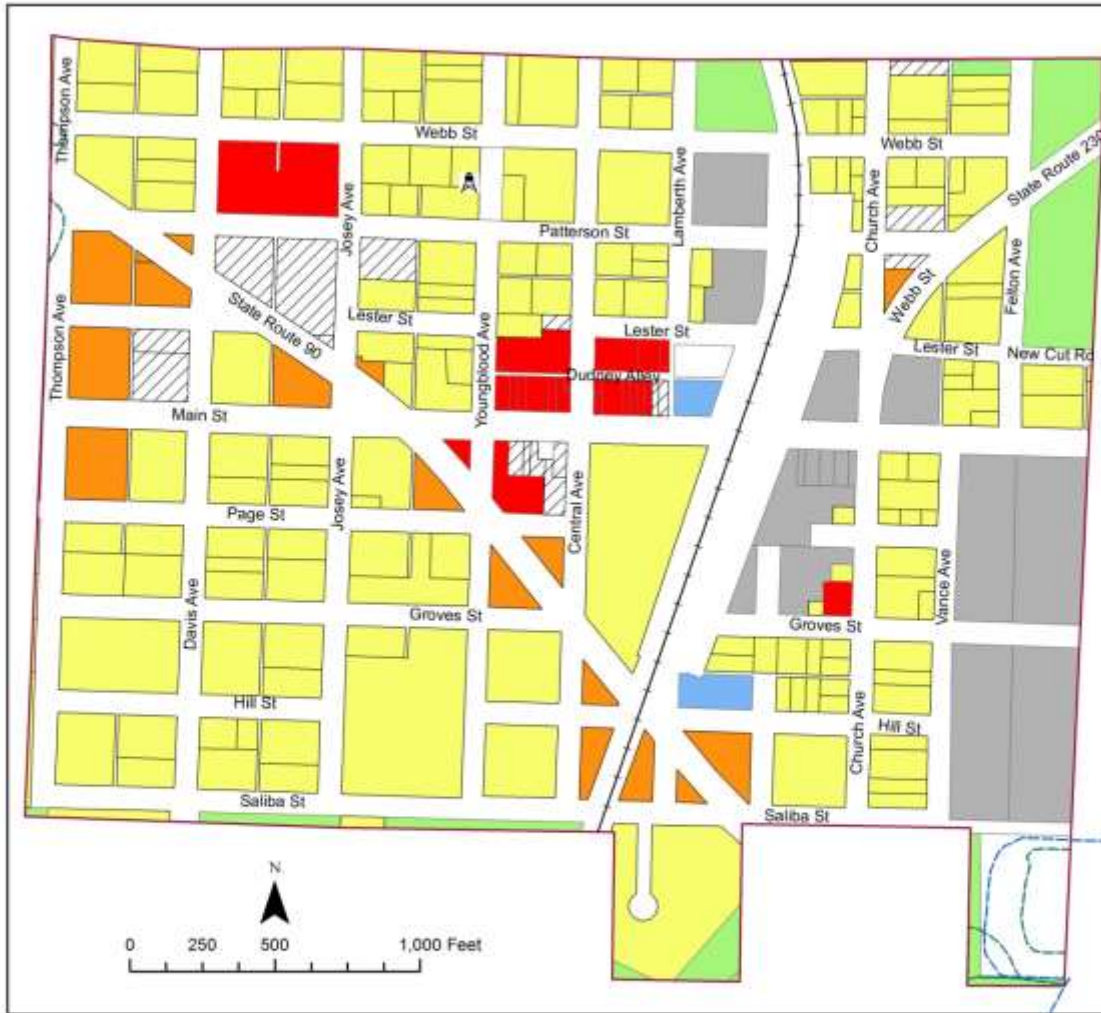 Thompson Ave
Webb St
Webb St
State Route 230
Church Ave
Lamberth Ave
Josey Ave
Patterson St
Felton Ave
Webb St
State Route 90
Lester St
Youngblood Ave
Lester St
Lester St
New Cut Rd
Thompson Ave
Dudney Alley
Main St
Josey Ave
Central Ave
Page St
Vance Ave
Davis Ave
Groves St
Groves St
Hill St
Church Ave
Hill St
Saliba St
Saliba St
N
0 250 500 1,000 Feet